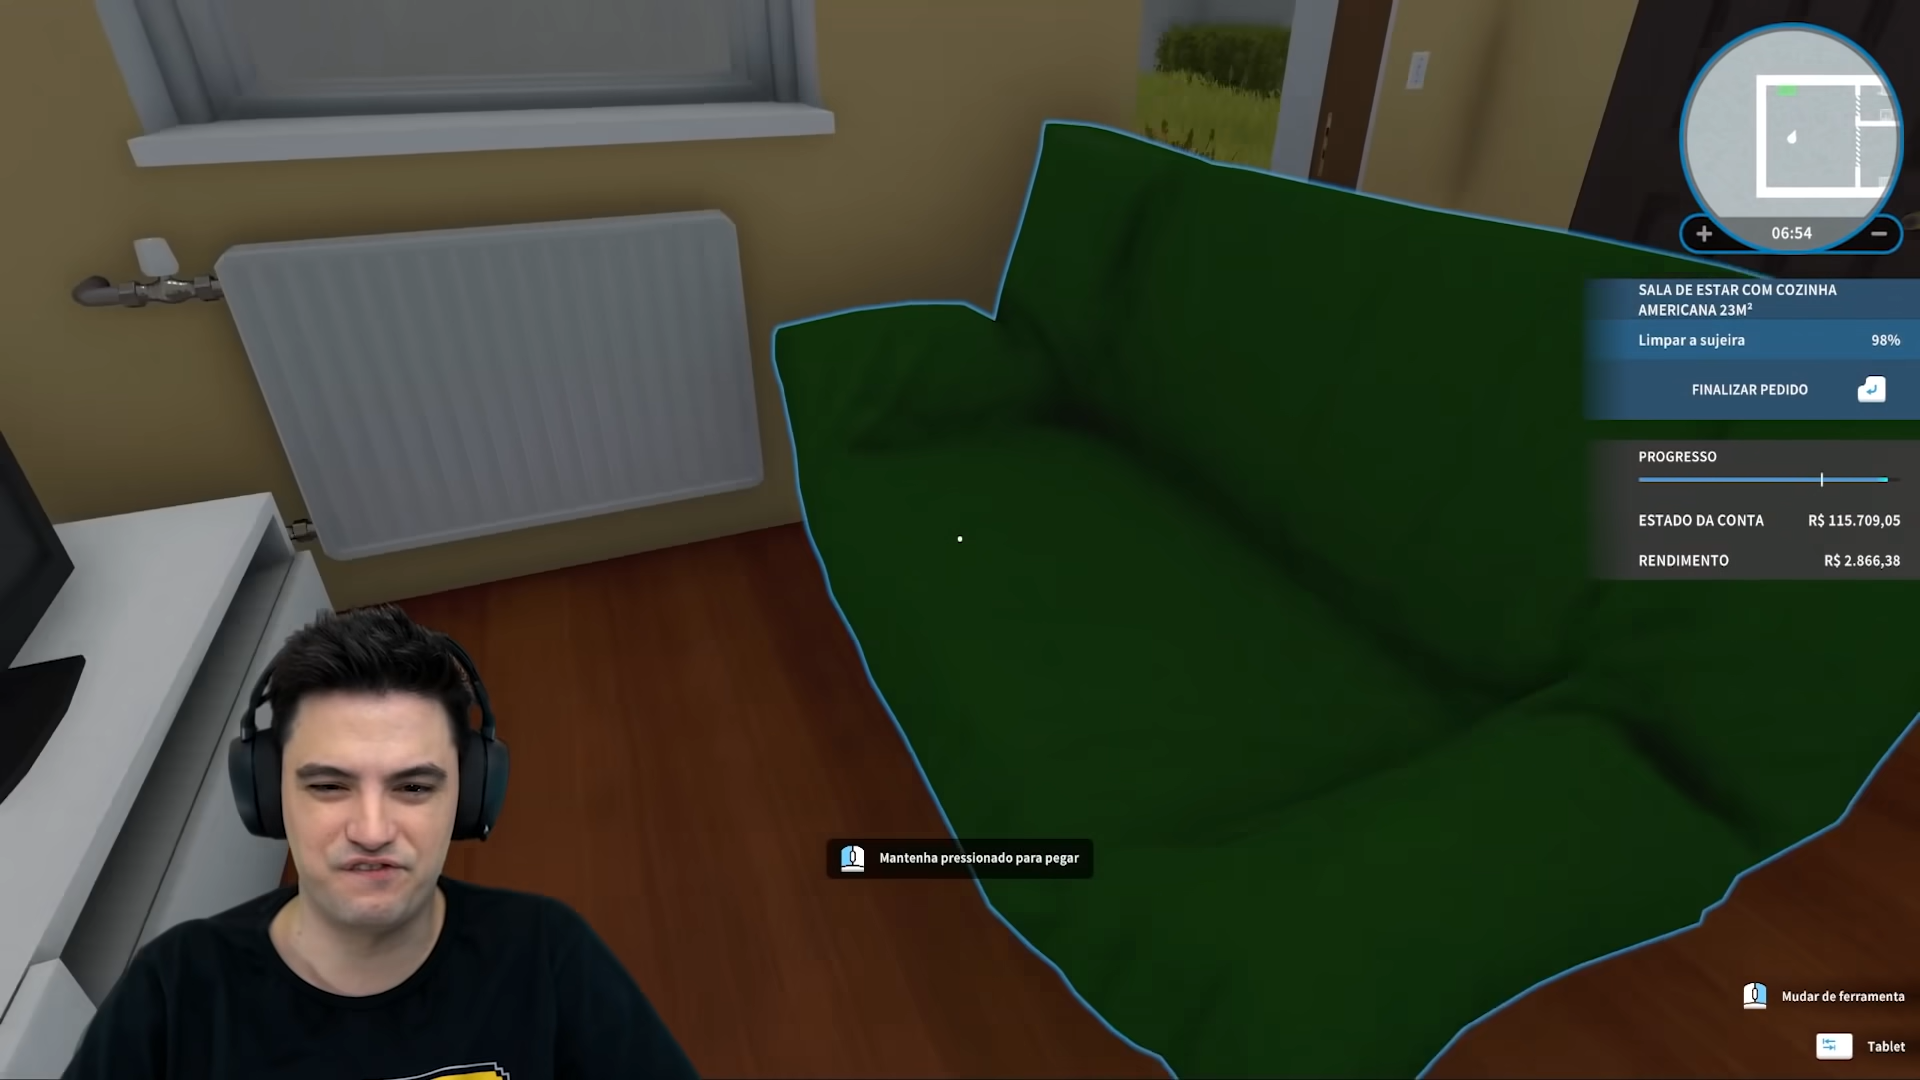 06:54
SALA DE ESTAR COM COZINHA
AMERICANA 23M²
Limpar a sujeira 98%
FINALIZAR PEDIDO
PROGRESSO
ESTADO DA CONTA R$ 115.709,05
RENDIMENTO R$ 2.866,38
Mantenha pressionado para pegar
Mudar de ferramenta
Tablet